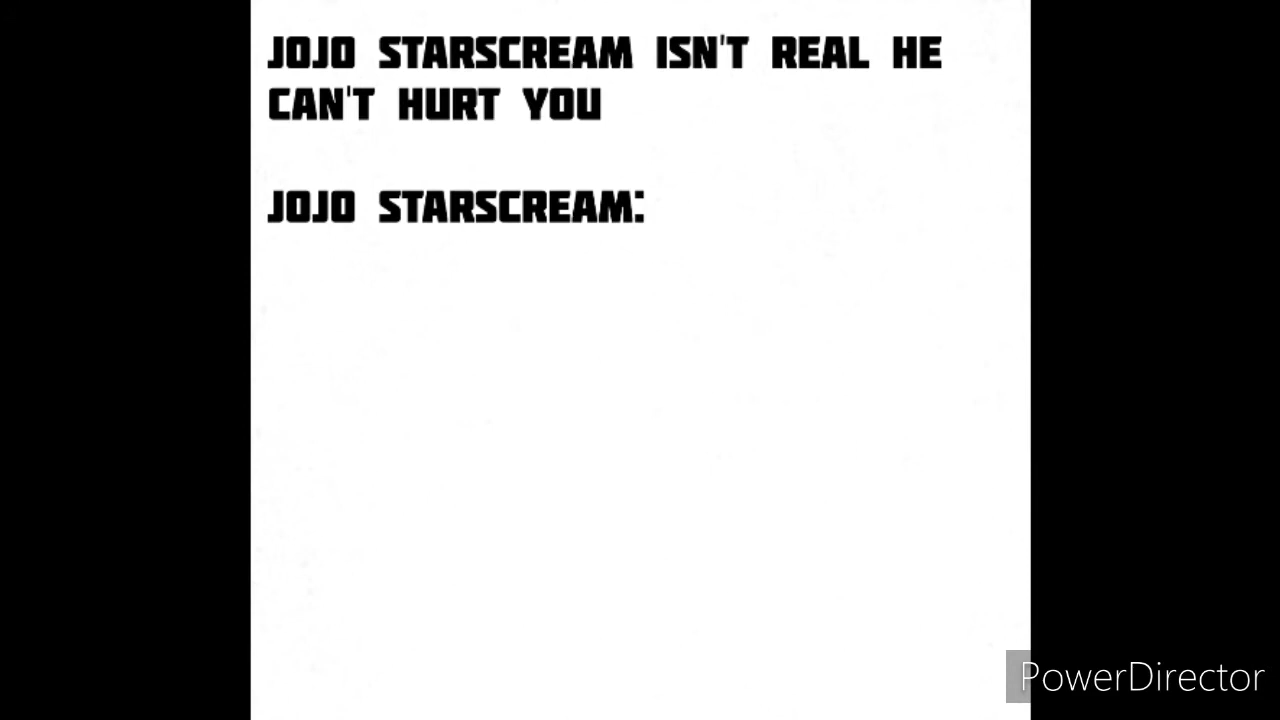 JOJO STARSCREAM ISN'T REAL HE
CAN'T HURT YOU
JOJO STARSCREAM:
PowerDirector